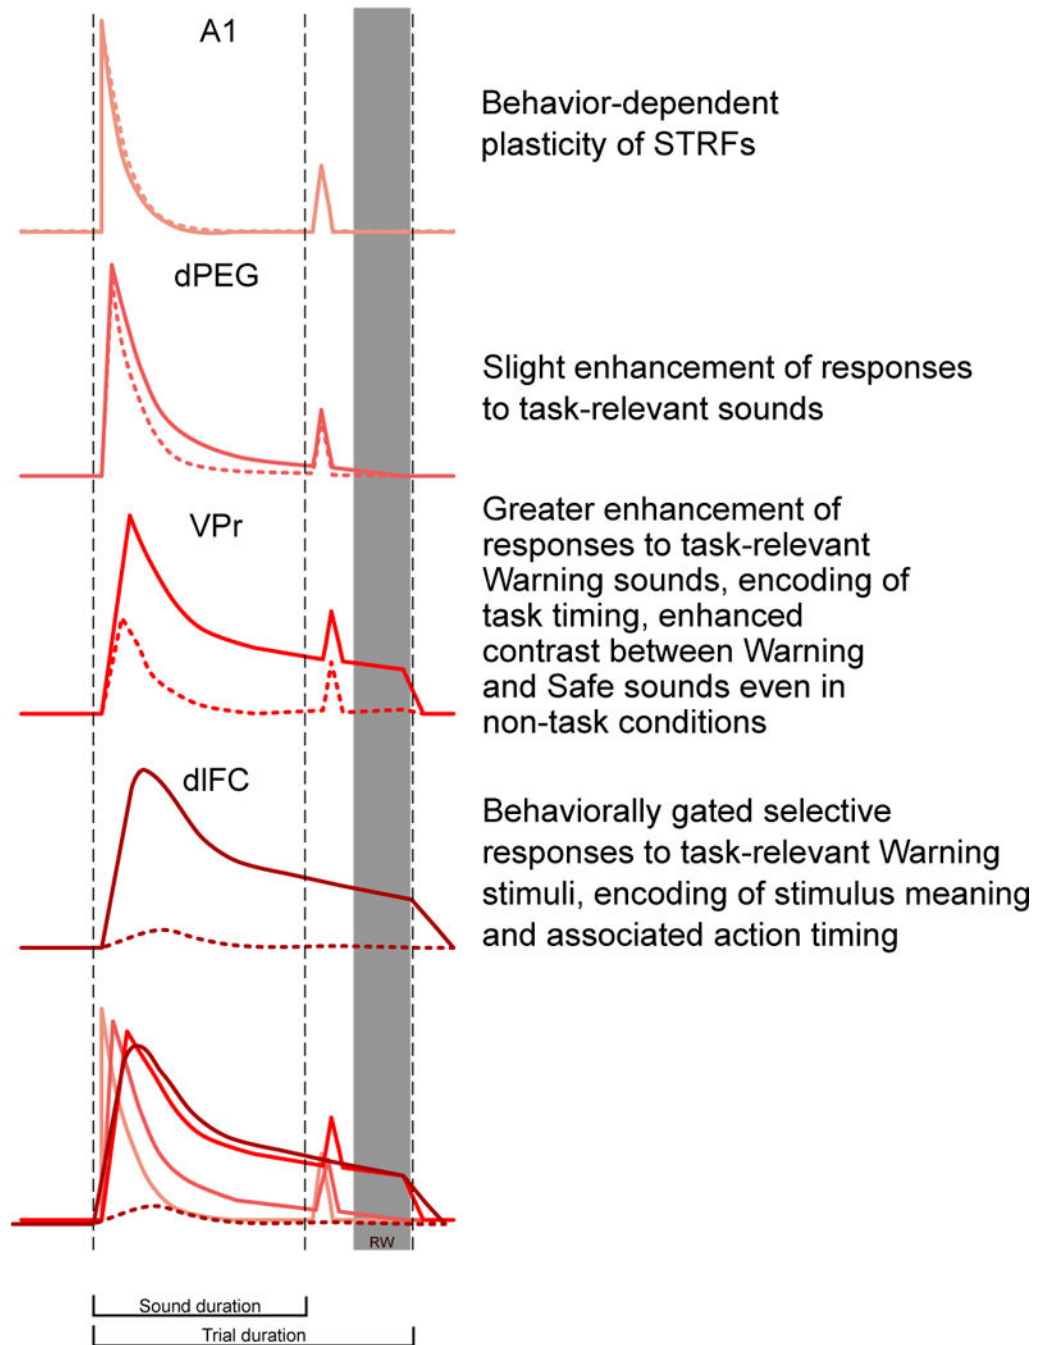 A1
Behavior-dependent
plasticity of STRFs
dPEG
Slight enhancement of responses
to task-relevant sounds
VPr
Greater enhancement of
responses to task-relevant
Warning sounds, encoding of
task timing, enhanced
contrast between Warning
and Safe sounds even in
non-task conditions
dlFC
Behaviorally gated selective
responses to task-relevant Warning
stimuli, encoding of stimulus meaning
and associated action timing
RW
Sound duration
Trial duration